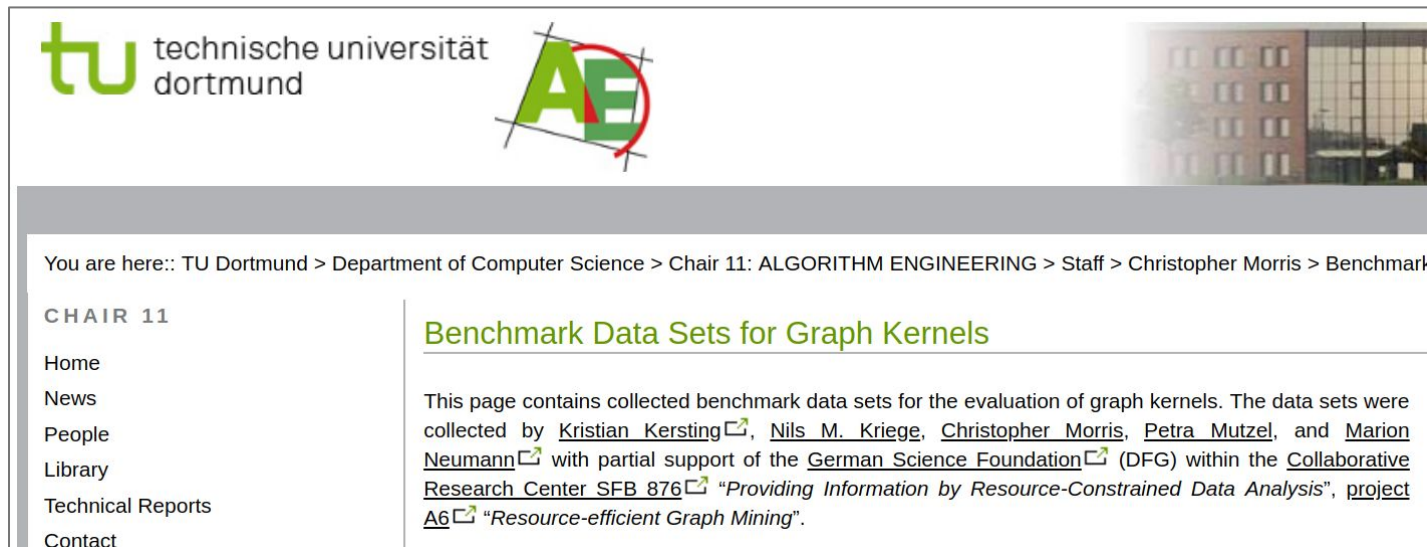 technische universität
dortmund
AE
You are here:: TU Dortmund > Department of Computer Science > Chair 11: ALGORITHM ENGINEERING > Staff > Christopher Morris > Benchmark
CHAIR 11
Home
News
People
Library
Technical Reports
Contact
Benchmark Data Sets for Graph Kernels
This page contains collected benchmark data sets for the evaluation of graph kernels. The data sets were
collected by Kristian Kersting, Nils M. Kriege, Christopher Morris, Petra Mutzel, and Marion
Neumann with partial support of the German Science Foundation (DFG) within the Collaborative
Research Center SFB 876 “Providing Information by Resource-Constrained Data Analysis”, project
A6 “Resource-efficient Graph Mining”.